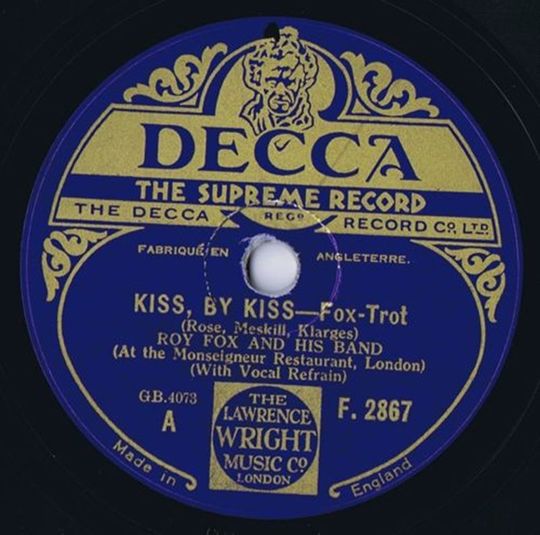 DECCA
THE SUPREME RECORD
THE DECCA REGD RECORD CO, LTD.
FABRIQUÉ EN ANGLETERRE.
KISS, BY KISS—Fox-Trot
(Rose, Meskill, Klarges)
ROY FOX AND HIS BAND
(At the Monseigneur Restaurant, London)
(With Vocal Refrain)
GB.4073
A
F. 2867
THE
LAWRENCE
WRIGHT
MUSIC CO
LONDON
Made in England